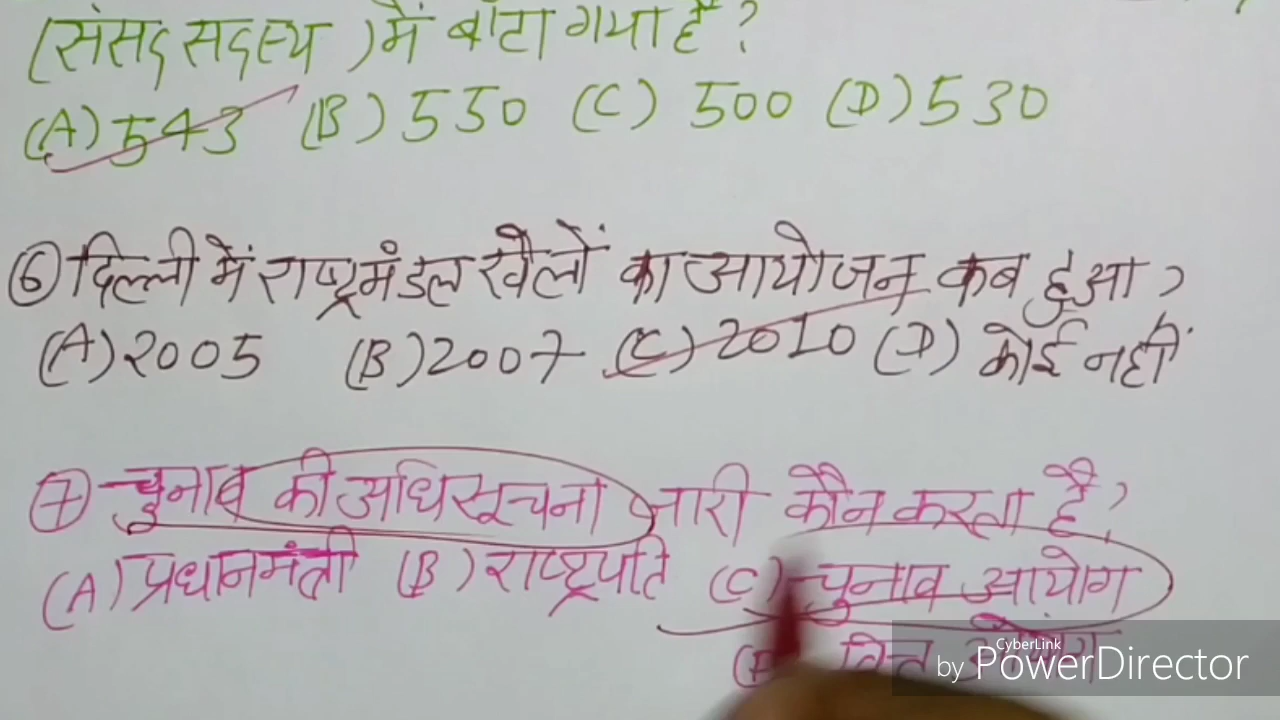 (संसद सदस्य) में बांटा गया है?
(A) 543 (B) 550 (C) 500 (D) 530
⑥ दिल्ली में राष्ट्रमंडल खेलों का आयोजन कब हुआ?
(A) 2005 (B) 2007 (C) 2010 (D) कोई नहीं
⑦ चुनाव की अधिसूचना जारी कौन करता है?
(A) प्रधानमंत्री (B) राष्ट्रपति (C) चुनाव आयोग
वित्त
CyberLink
by PowerDirector